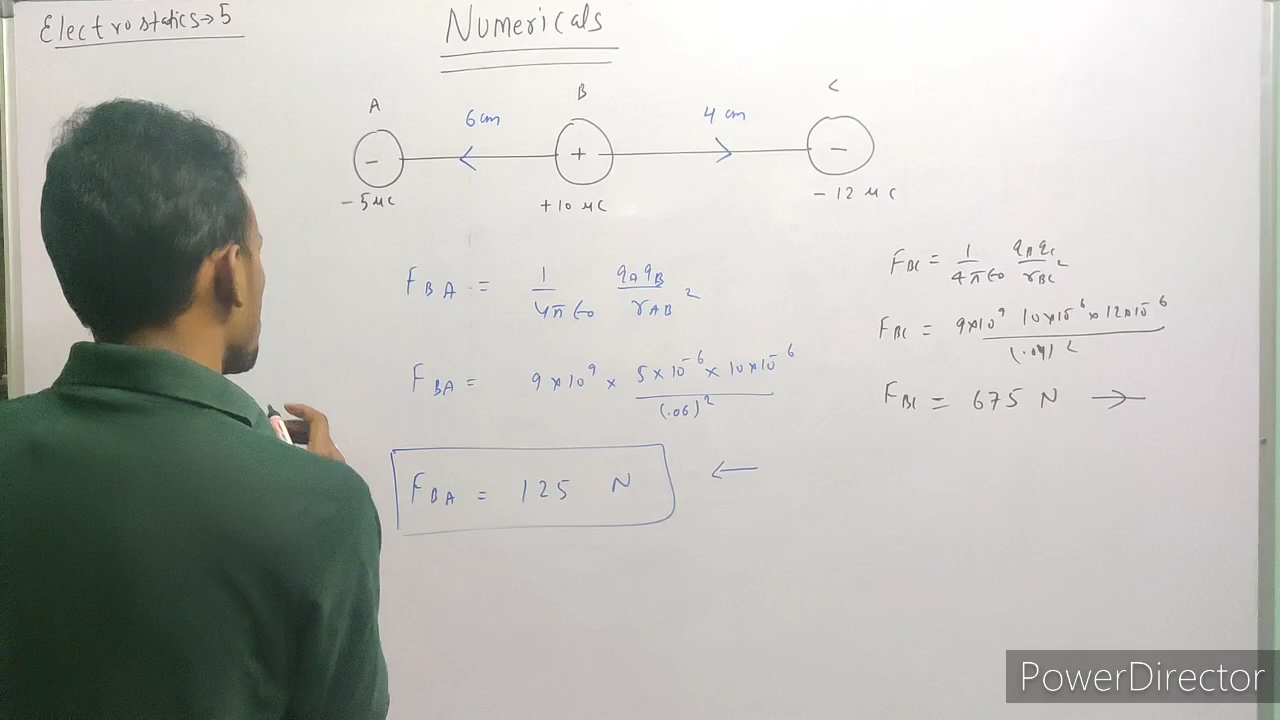 Electrostatics→5
Numericals
A B C
6 cm 4 cm
− + −
- 5 μC + 10 μC - 12 μC
F_BA = 1/4π∈o q_A q_B / r_AB²
F_BA = 9×10⁹ × 5×10⁻⁶ × 10×10⁻⁶ / (.06)²
F_BA = 125 N ←
F_BC = 1/4π∈o q_B q_C / r_BC²
F_BC = 9×10⁹ 10×10⁻⁶ × 12×10⁻⁶ / (.04)²
F_BC = 675 N →
PowerDirector